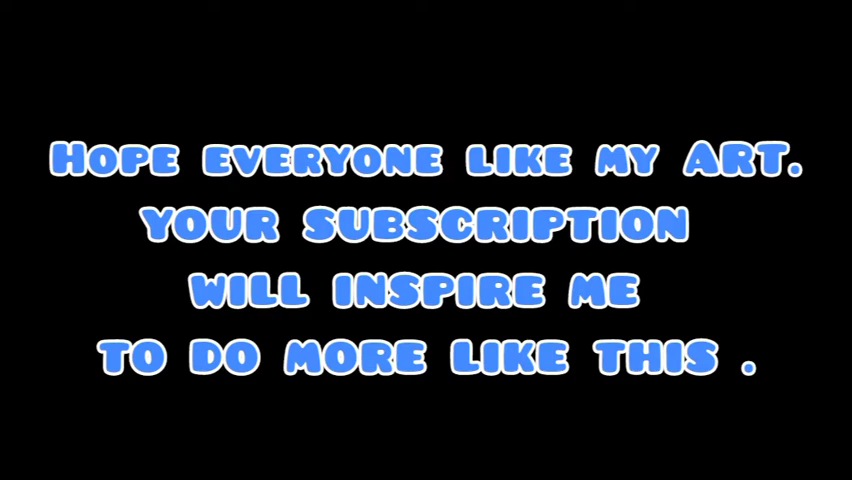 Hope everyone like my ART.
your subscription
will inspire me
to do more like this .